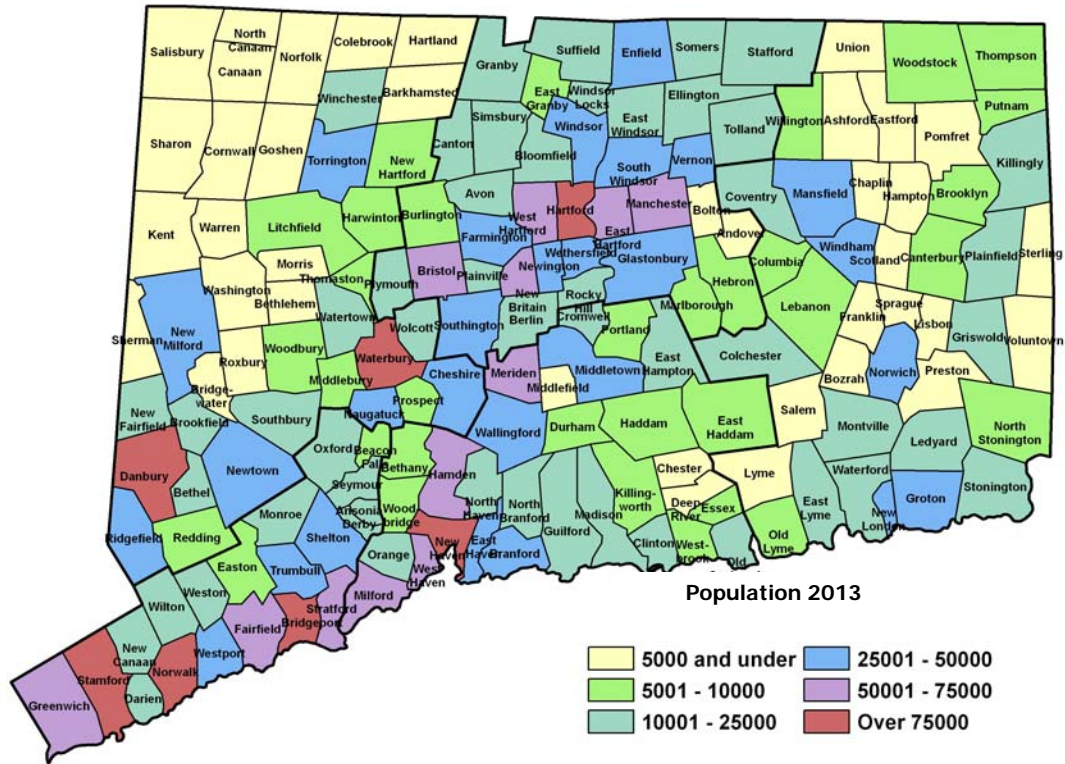 Salisbury
North
Canaan
Canaan
Norfolk
Colebrook
Hartland
Granby
Suffield
Enfield
Somers
Stafford
Union
Woodstock
Thompson
Winchester
Barkhamsted
East
Granby
Windsor
Locks
East
Windsor
Ellington
Willington
Ashford
Eastford
Putnam
Pomfret
Sharon
Cornwall
Goshen
Torrington
New
Hartford
Canton
Simsbury
Bloomfield
Windsor
South
Windsor
Vernon
Tolland
Killingly
Avon
Coventry
Mansfield
Chaplin
Hampton
Brooklyn
Kent
Warren
Litchfield
Harwinton
Burlington
Farmington
West
Hartford
Hartford
East
Hartford
Manchester
Bolton
Andover
Windham
Scotland
Canterbury
Plainfield
Sterling
Morris
Washington
Bethlehem
Thomaston
Plymouth
Bristol
Plainville
Newington
Wethersfield
Glastonbury
Columbia
Hebron
Marlborough
Lebanon
Sprague
Franklin
Lisbon
Griswold
Voluntown
Sherman
New
Milford
Roxbury
Woodbury
Watertown
Wolcott
Waterbury
Southington
New
Britain
Berlin
Rocky
Hill
Cromwell
Portland
East
Hampton
Colchester
Bozrah
Norwich
Preston
Bridge-
water
Middlebury
Cheshire
Meriden
Middlefield
Middletown
Salem
New
Fairfield
Brookfield
Southbury
Naugatuck
Prospect
Wallingford
Durham
Haddam
East
Haddam
Montville
Ledyard
North
Stonington
Danbury
Bethel
Newtown
Oxford
Beacon
Fal
Seymour
Ansonia
Derby
Bethany
Hamden
Wood
bridge
North
Haven
North
Branford
Guilford
Madison
Killing-
worth
Chester
Deep
River
Essex
Lyme
East
Lyme
Waterford
New
London
Groton
Stonington
Ridgefield
Redding
Monroe
Shelton
Orange
New
Haven
West
Haven
East
Haven
Branford
Clinton
West-
brook
Old
Old
Lyme
Easton
Trumbull
Milford
Wilton
Weston
Fairfield
Bridgeport
Stratford
New
Canaan
Norwalk
Westport
Stamford
Darien
Greenwich
Population 2013
5000 and under
5001 - 10000
10001 - 25000
25001 - 50000
50001 - 75000
Over 75000